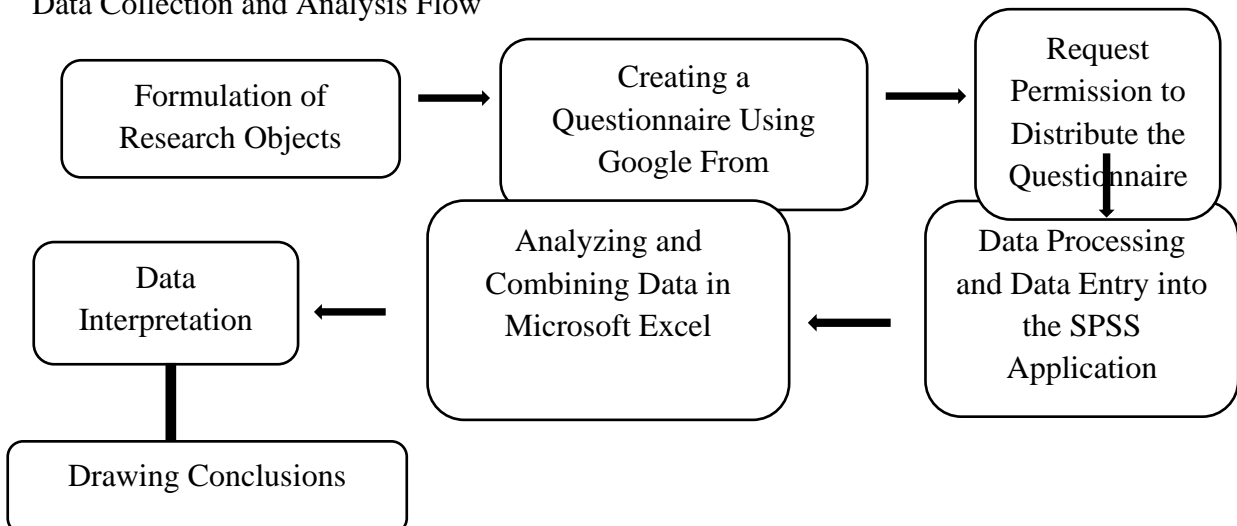 Data Collection and Analysis Flow
Formulation of
Research Objects
Creating a
Questionnaire Using
Google From
Request
Permission to
Distribute the
Questionnaire
Data Processing
and Data Entry into
the SPSS
Application
Analyzing and
Combining Data in
Microsoft Excel
Data
Interpretation
Drawing Conclusions